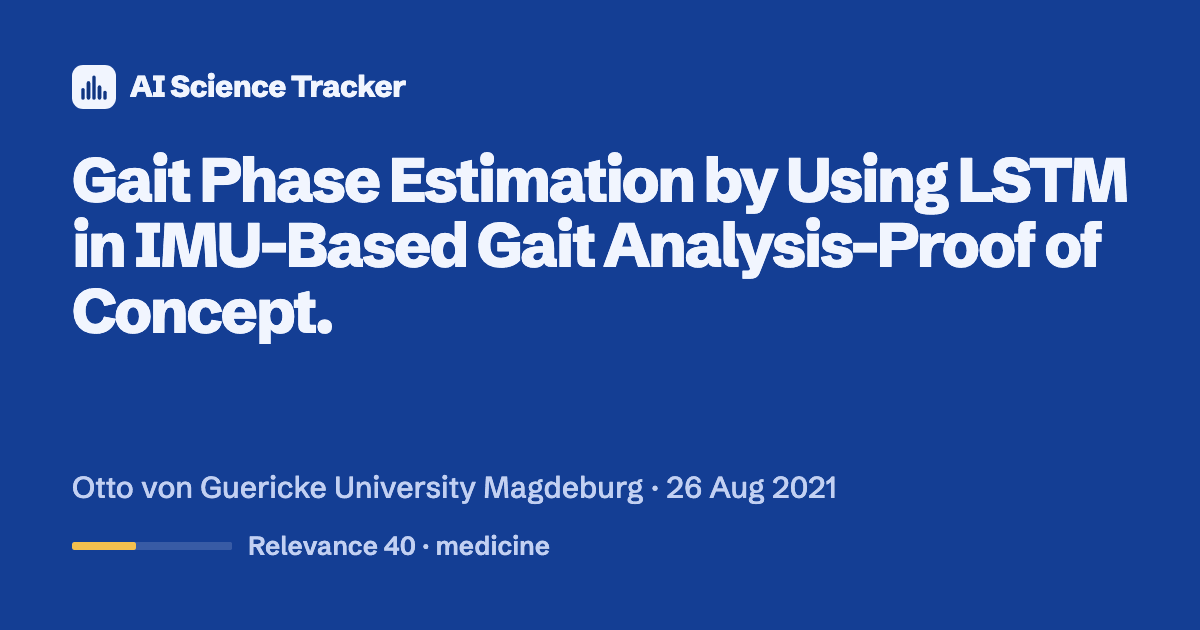 AI Science Tracker
Gait Phase Estimation by Using LSTM
in IMU-Based Gait Analysis-Proof of
Concept.
Otto von Guericke University Magdeburg · 26 Aug 2021
Relevance 40 · medicine